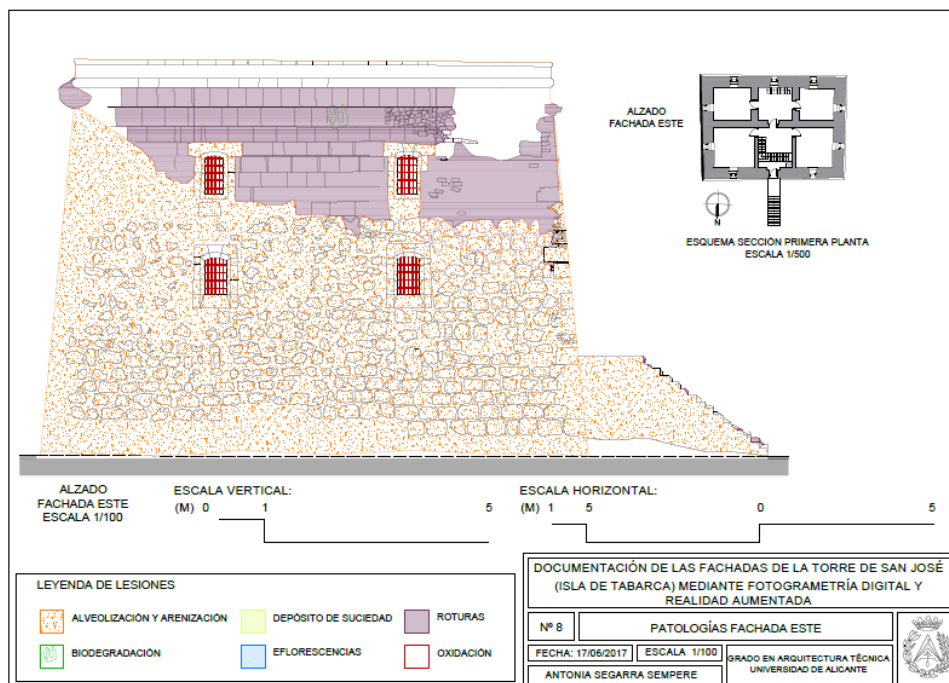 ALZADO
FACHADA ESTE
N
ESQUEMA SECCIÓN PRIMERA PLANTA
ESCALA 1/500
ALZADO
FACHADA ESTE
ESCALA 1/100
ESCALA VERTICAL:
(M) 0 1 5
ESCALA HORIZONTAL:
(M) 1 5 0 5
LEYENDA DE LESIONES
ALVEOLIZACIÓN Y ARENIZACIÓN
DEPÓSITO DE SUCIEDAD
ROTURAS
BIODEGRADACIÓN
EFLORESCENCIAS
OXIDACIÓN
DOCUMENTACIÓN DE LAS FACHADAS DE LA TORRE DE SAN JOSÉ
(ISLA DE TABARCA) MEDIANTE FOTOGRAMETRÍA DIGITAL Y
REALIDAD AUMENTADA
Nº 8 PATOLOGÍAS FACHADA ESTE
FECHA: 17/06/2017 ESCALA 1/100
ANTONIA SEGARRA SEMPERE
GRADO EN ARQUITECTURA TÉCNICA
UNIVERSIDAD DE ALICANTE